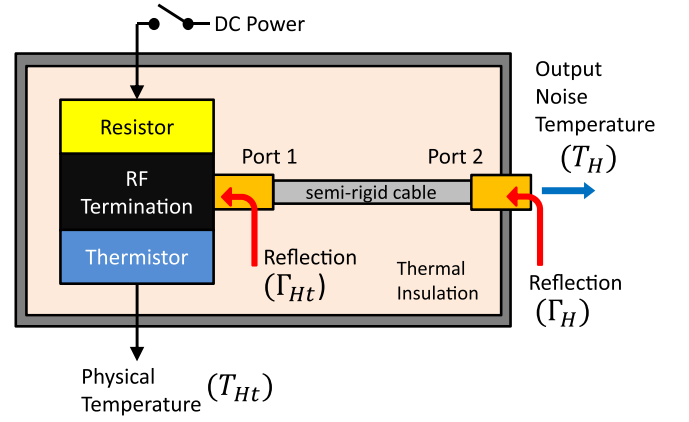 DC Power
Output
Noise
Temperature
(T_H)
Resistor
RF
Termination
Thermistor
Port 1
Port 2
semi-rigid cable
Reflection
(Γ_Ht)
Thermal
Insulation
Reflection
(Γ_H)
Physical
Temperature (T_Ht)